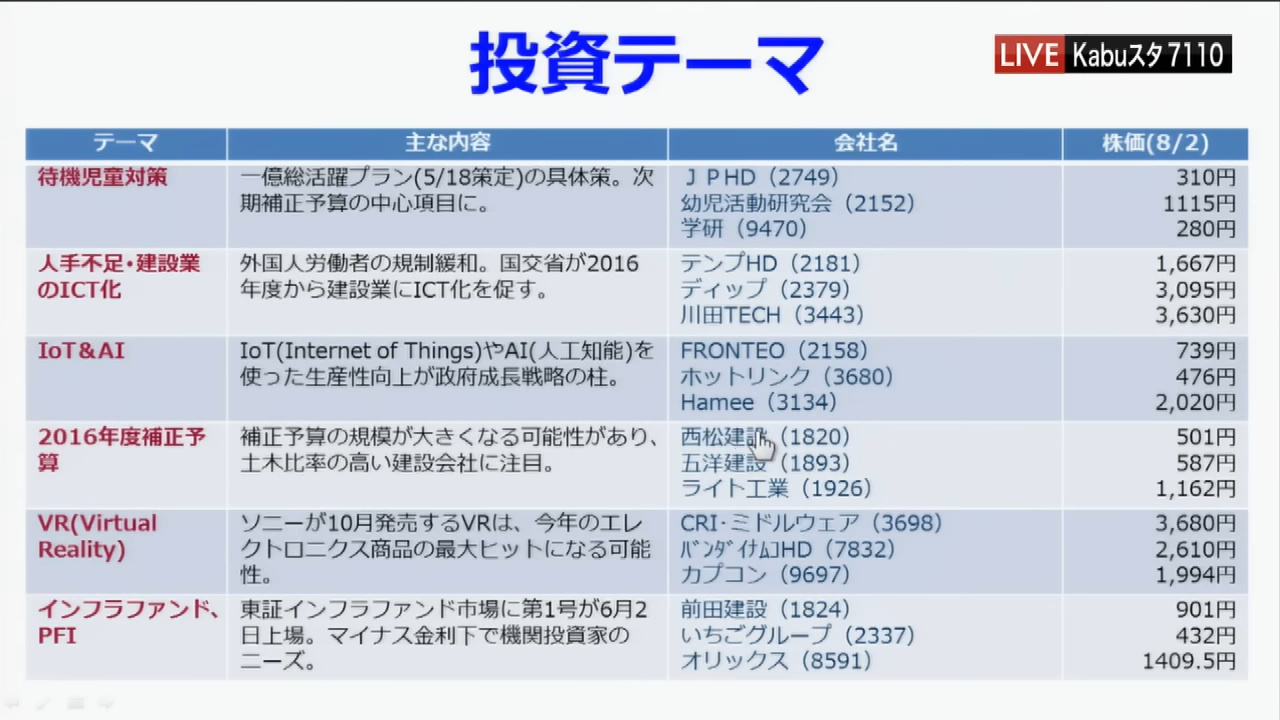 投資テーマ
LIVE Kabuスタ7110
テーマ 主な内容 会社名 株価(8/2)
待機児童対策 一億総活躍プラン(5/18策定)の具体策。次 ＪＰHD（2749） 310円
期補正予算の中心項目に。 幼児活動研究会（2152） 1115円
学研（9470） 280円
人手不足・建設業 外国人労働者の規制緩和。国交省が2016 テンプHD（2181） 1,667円
のICT化 年度から建設業にICT化を促す。 ディップ（2379） 3,095円
川田TECH（3443） 3,630円
IoT＆AI IoT(Internet of Things)やAI(人工知能)を FRONTEO（2158） 739円
使った生産性向上が政府成長戦略の柱。 ホットリンク（3680） 476円
Hamee（3134） 2,020円
2016年度補正予 補正予算の規模が大きくなる可能性があり、 西松建設（1820） 501円
算 土木比率の高い建設会社に注目。 五洋建設（1893） 587円
ライト工業（1926） 1,162円
VR(Virtual ソニーが10月発売するVRは、今年のエレ CRI・ミドルウェア（3698） 3,680円
Reality) クトロニクス商品の最大ヒットになる可能 ﾊﾞﾝﾀﾞｲﾅﾑｺHD（7832） 2,610円
性。 カプコン（9697） 1,994円
インフラファンド、 東証インフラファンド市場に第1号が6月2 前田建設（1824） 901円
PFI 日上場。マイナス金利下で機関投資家の いちごグループ（2337） 432円
ニーズ。 オリックス（8591） 1409.5円